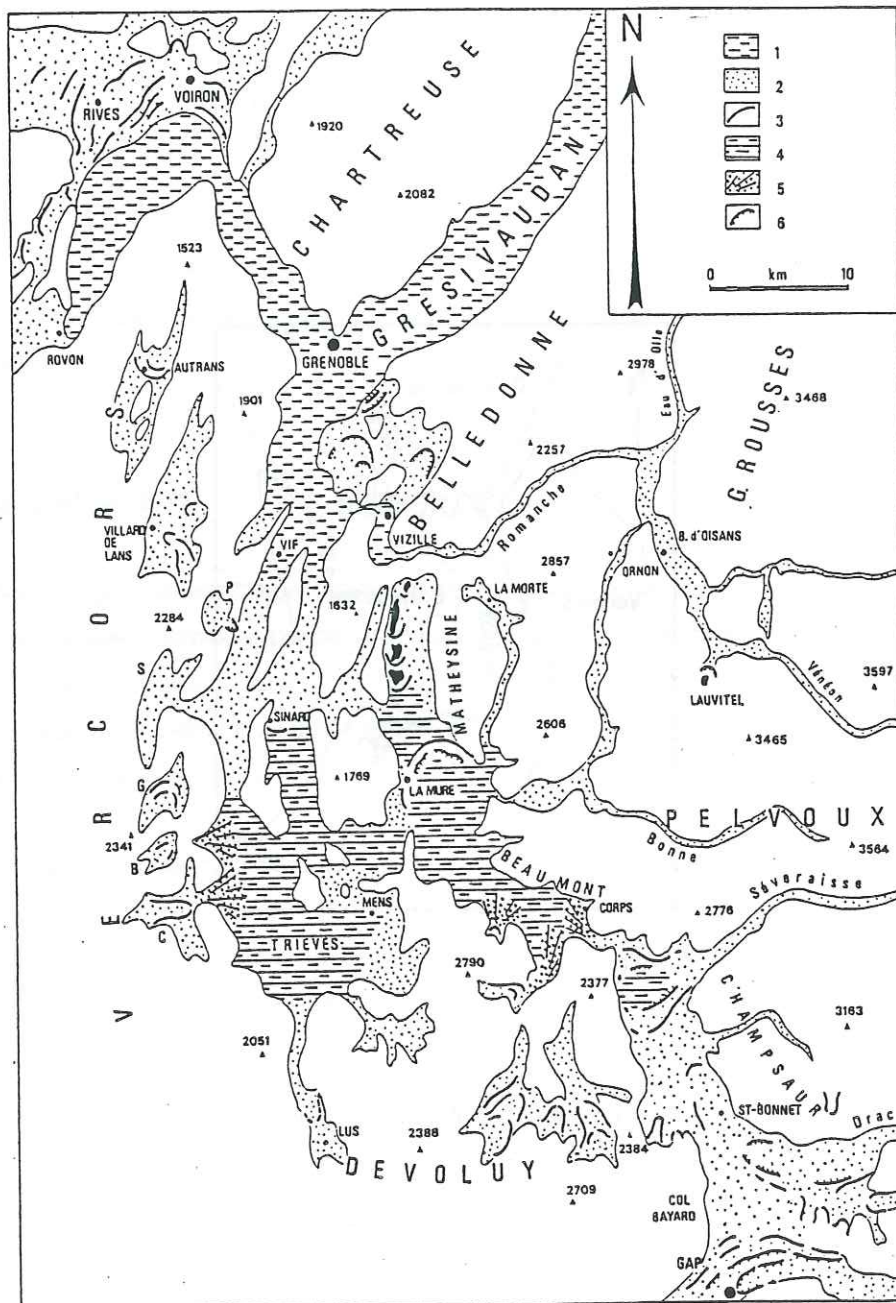 N
1
2
3
4
5
6
0 km 10
VOIRON
RIVES
CHARTREUSE
1920
2082
GRESIVAUDAN
1523
ROVON
GRENOBLE
AUTRANS
1901
BELLEDONNE
2978
Eau d'Olle
G. ROUSSES
3468
2257
Romanche
VILLARD
DE
LANS
VIF
VIZILLE
B. d'OISANS
ORNON
2857
LA MORTE
P
1632
2284
MATHEYSINE
S
LAUVITEL
Vénéon
3597
SINARD
2606
3465
1769
LA MURE
G
2341
B
PELVOUX
Bonne
3564
BEAUMONT
CORPS
Séveraisse
2776
MENS
C
TRIEVES
VERCORS
2790
2377
CHAMPSAUR
3163
2051
ST-BONNET
Drac
LUS
2388
2384
DEVOLUY
2709
COL
BAYARD
GAP